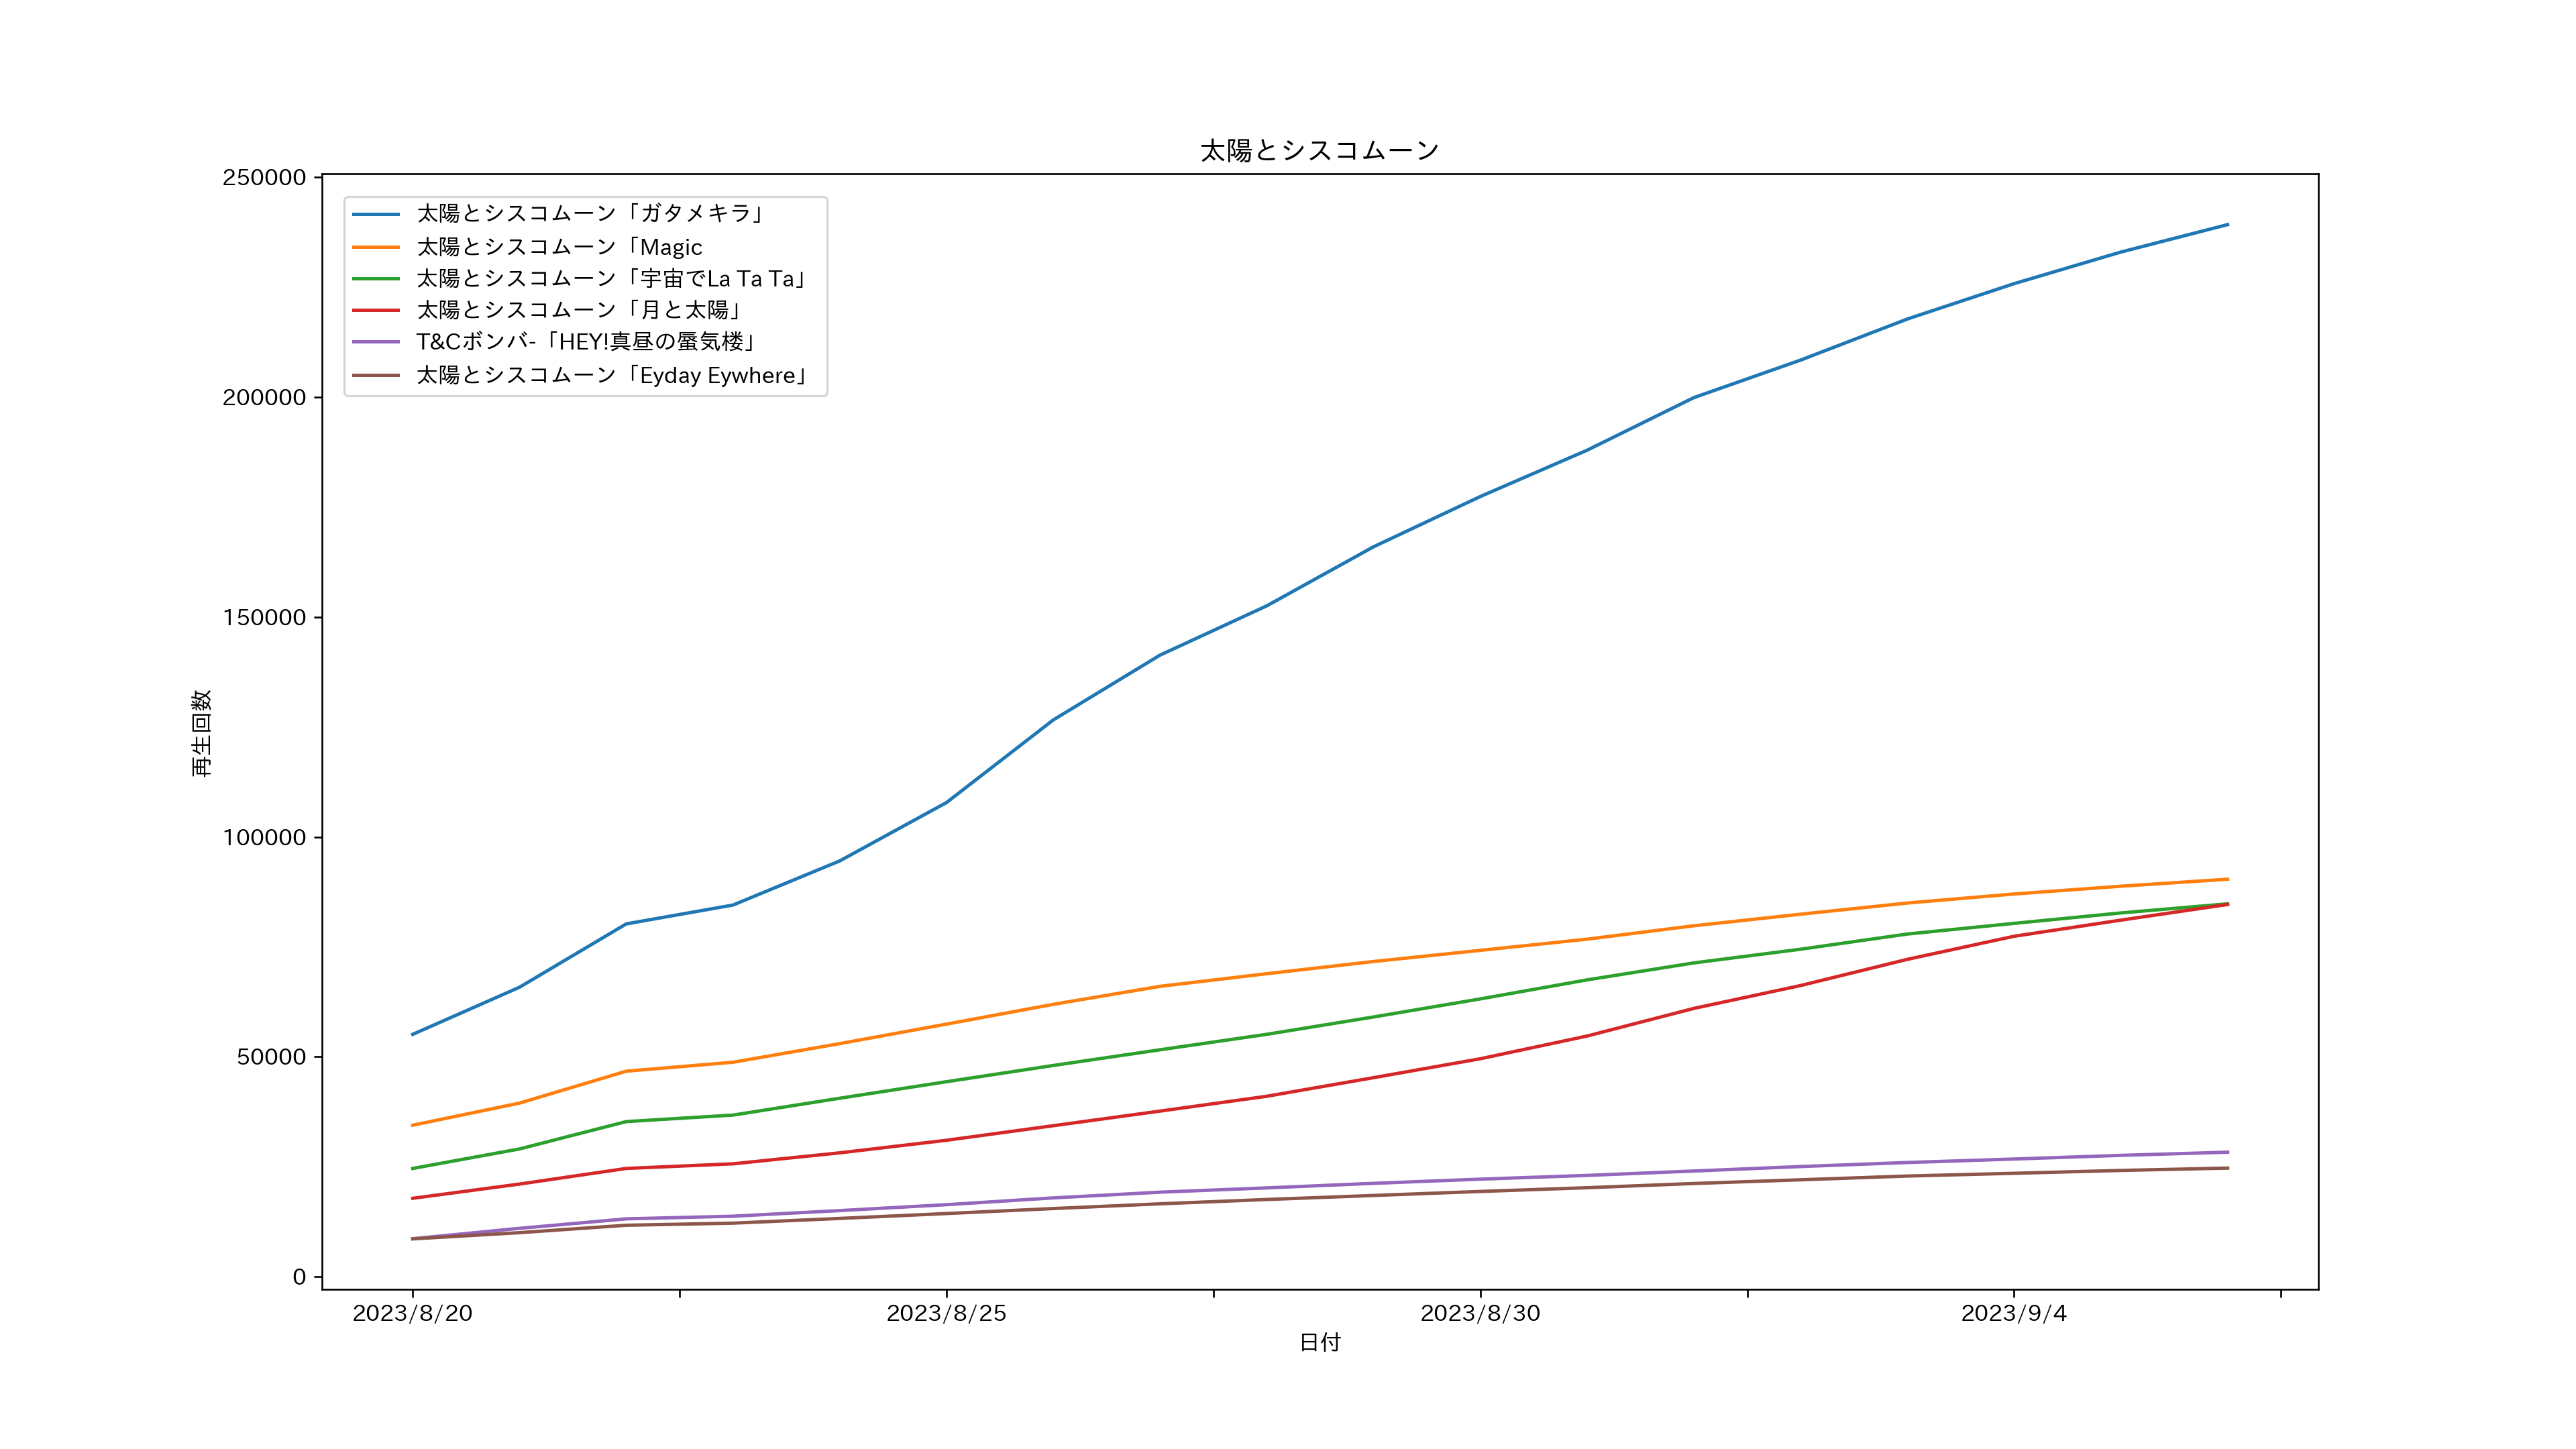 太陽とシスコムーン
250000
200000
150000
100000
50000
0
再生回数
太陽とシスコムーン「ガタメキラ」
太陽とシスコムーン「Magic
太陽とシスコムーン「宇宙でLa Ta Ta」
太陽とシスコムーン「月と太陽」
T&Cボンバ-「HEY!真昼の蜃気楼」
太陽とシスコムーン「Eyday Eywhere」
2023/8/20 2023/8/25 2023/8/30 2023/9/4
日付